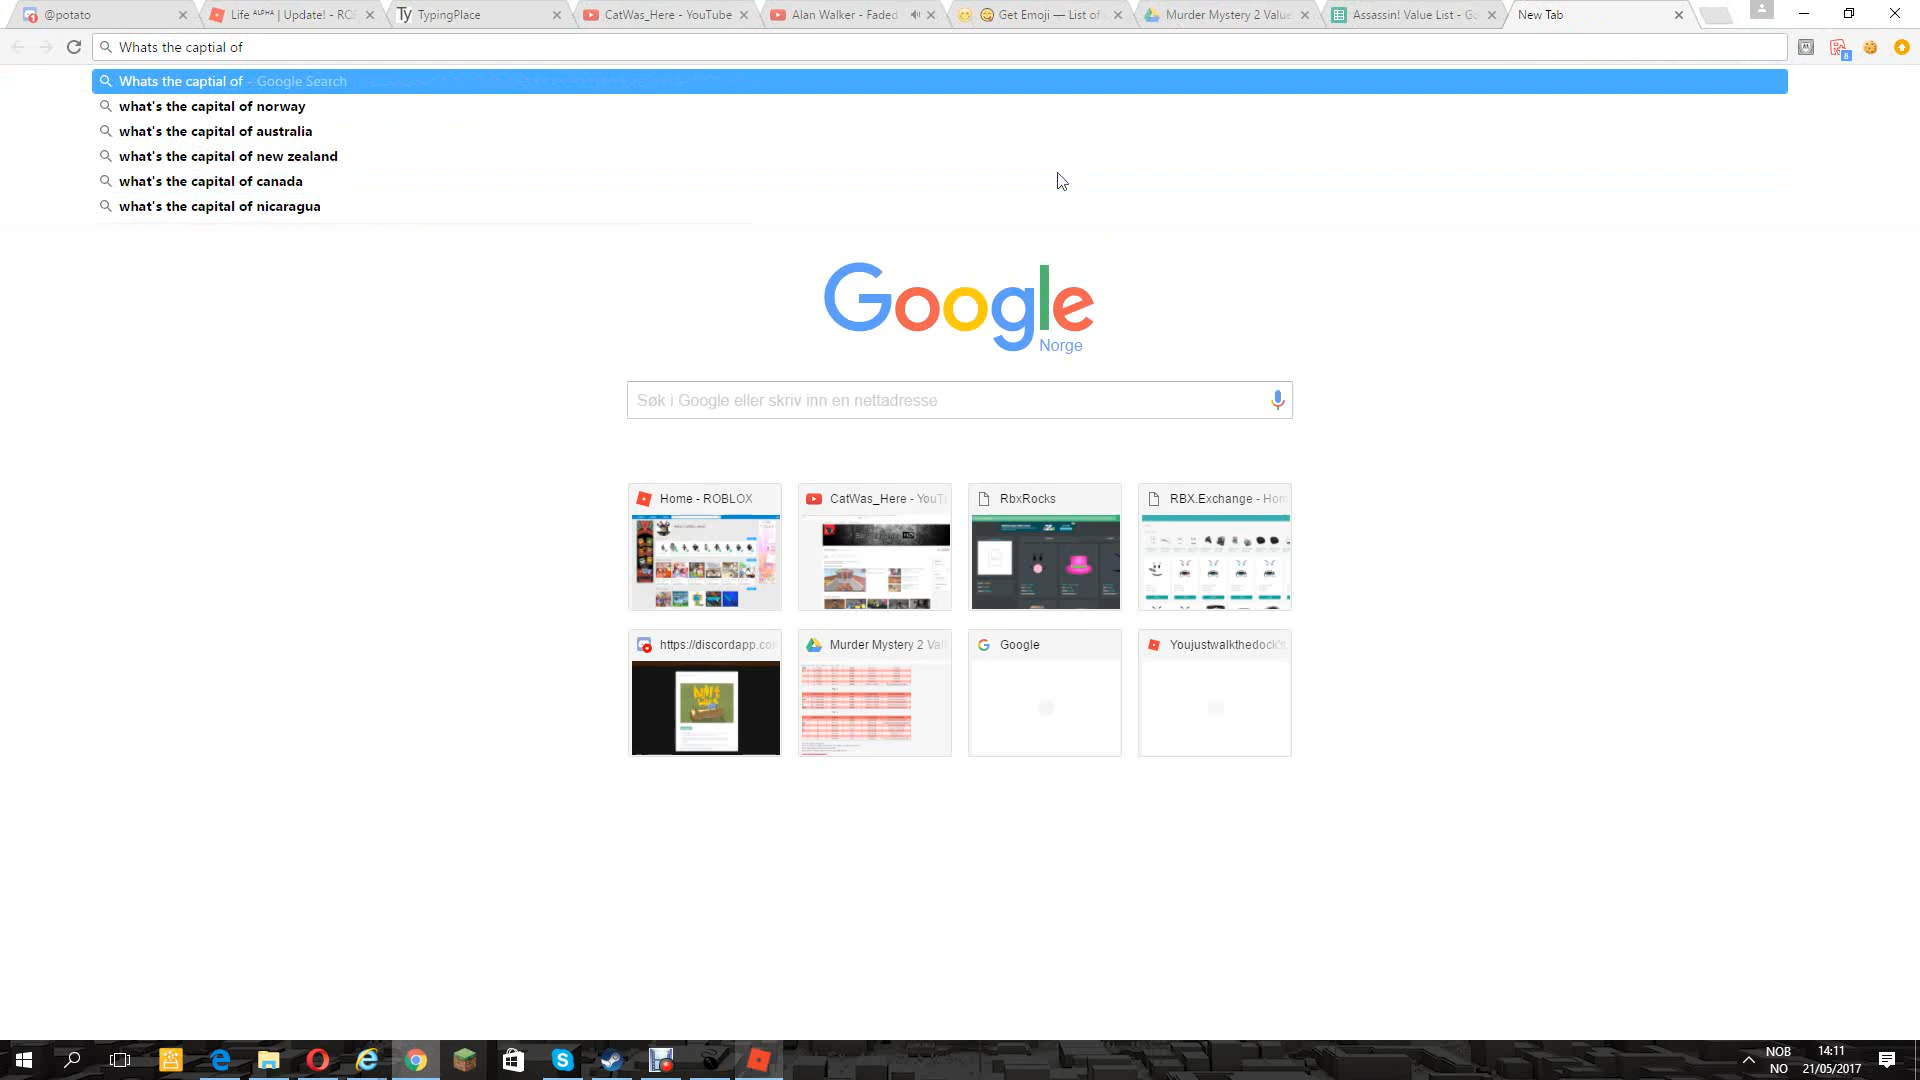 @potato
Life ᴬᴸᴾᴴᴬ | Update! - RO
TypingPlace
CatWas_Here - YouTube
Alan Walker - Faded
Get Emoji — List of
Murder Mystery 2 Value
Assassin! Value List - Go
New Tab
Whats the captial of
Whats the captial of - Google Search
what's the capital of norway
what's the capital of australia
what's the capital of new zealand
what's the capital of canada
what's the capital of nicaragua
Google
Norge
Søk i Google eller skriv inn en nettadresse
Home - ROBLOX
CatWas_Here - YouT
RbxRocks
RBX.Exchange - Hom
https://discordapp.co
Murder Mystery 2 Val
Google
Youjustwalkthedock's
NOB
NO
14:11
21/05/2017